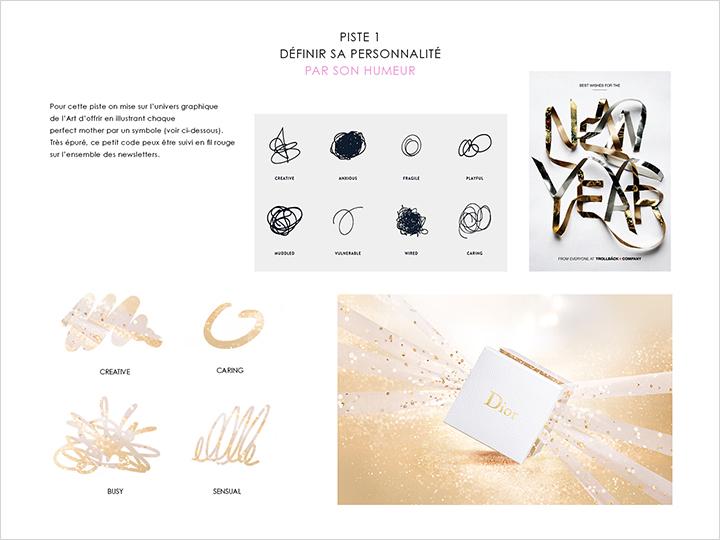 PISTE 1
DÉFINIR SA PERSONNALITÉ
PAR SON HUMEUR
Pour cette piste on mise sur l'univers graphique
de l'Art d'offrir en illustrant chaque
perfect mother par un symbole (voir ci-dessous).
Très épuré, ce petit code peux être suivi en fil rouge
sur l'ensemble des newsletters.
CREATIVE
ANXIOUS
FRAGILE
PLAYFUL
MUDDLED
VULNERABLE
WIRED
CARING
BEST WISHES FOR THE
NEW
YEAR
FROM EVERYONE AT TROLLBÄCK + COMPANY
CREATIVE
CARING
BUSY
SENSUAL
Dior